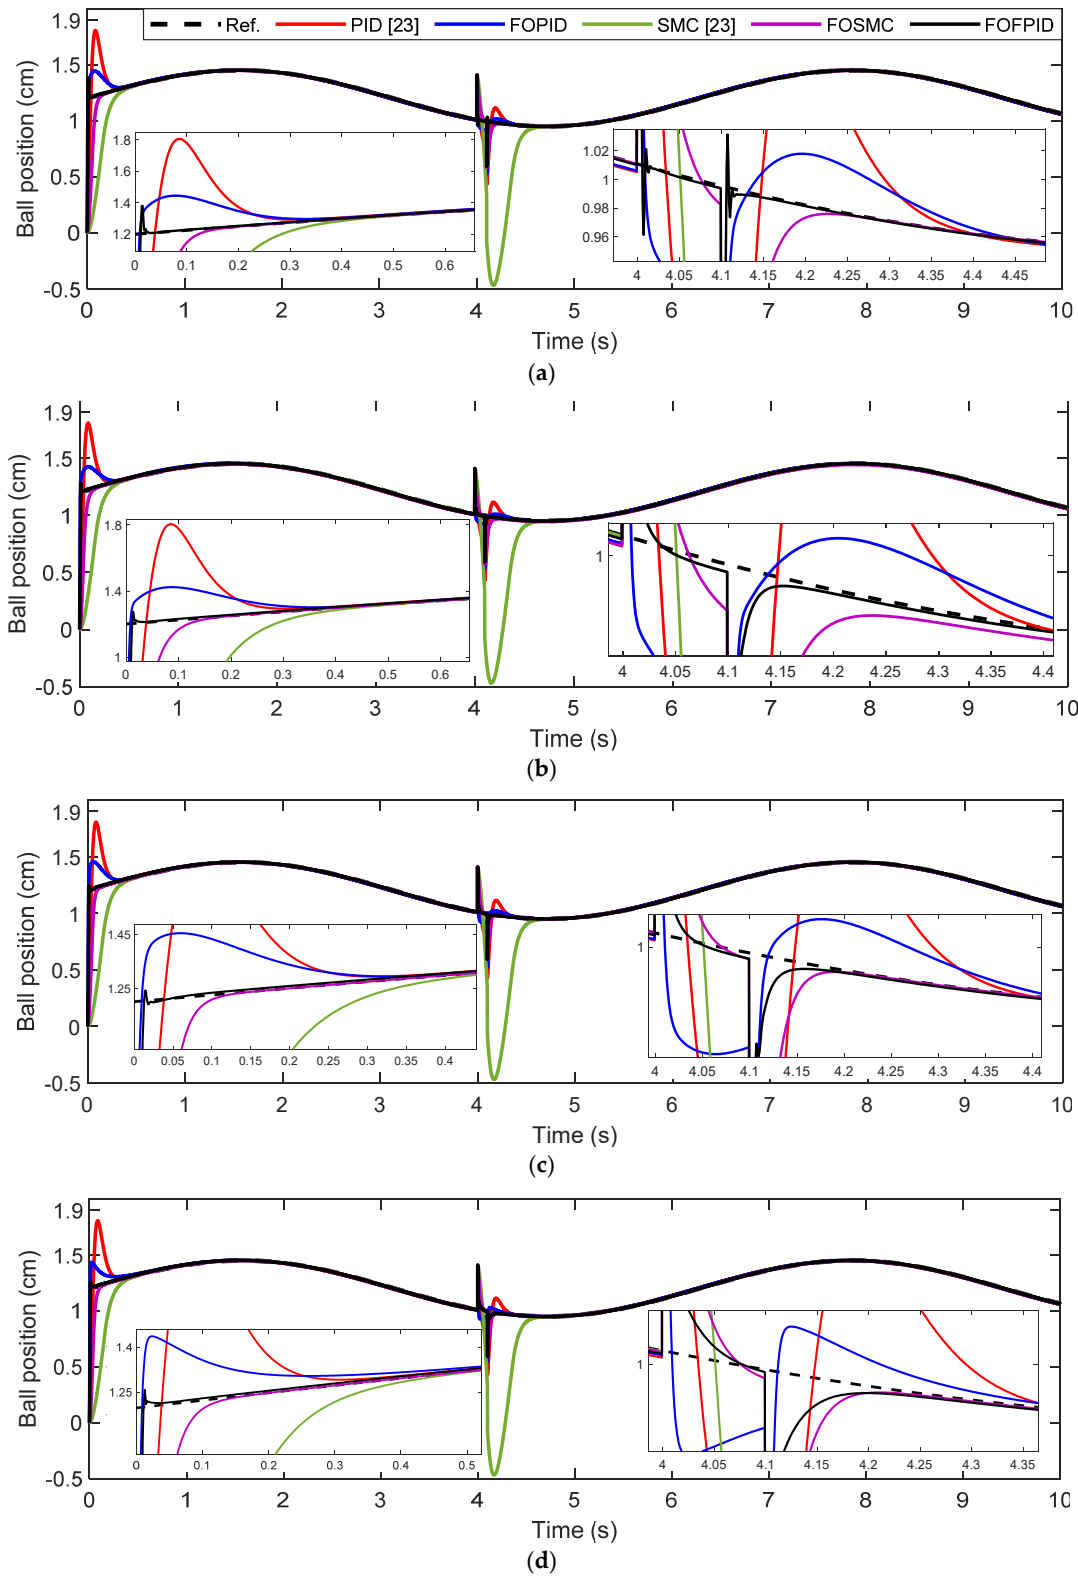 Ref. PID [23] FOPID SMC [23] FOSMC FOFPID
1.9
1.5
1
0.5
0
-0.5
Ball position (cm)
1.8
1.6
1.4
1.2
0 0.1 0.2 0.3 0.4 0.5 0.6
1.02
1
0.98
0.96
4 4.05 4.1 4.15 4.2 4.25 4.3 4.35 4.4 4.45
0 1 2 3 4 5 6 7 8 9 10
Time (s)
(a)
1.9
1.5
1
0.5
0
-0.5
Ball position (cm)
1.8
1.6
1.4
1.2
1
0 0.1 0.2 0.3 0.4 0.5 0.6
1
4 4.05 4.1 4.15 4.2 4.25 4.3 4.35 4.4
0 1 2 3 4 5 6 7 8 9 10
Time (s)
(b)
1.9
1.5
1
0.5
0
-0.5
Ball position (cm)
1.45
1.25
0 0.05 0.1 0.15 0.2 0.25 0.3 0.35 0.4
1
4 4.05 4.1 4.15 4.2 4.25 4.3 4.35 4.4
0 1 2 3 4 5 6 7 8 9 10
Time (s)
(c)
1.9
1.5
1
0.5
0
-0.5
Ball position (cm)
1.4
1.25
0 0.1 0.2 0.3 0.4 0.5
1
4 4.05 4.1 4.15 4.2 4.25 4.3 4.35
0 1 2 3 4 5 6 7 8 9 10
Time (s)
(d)